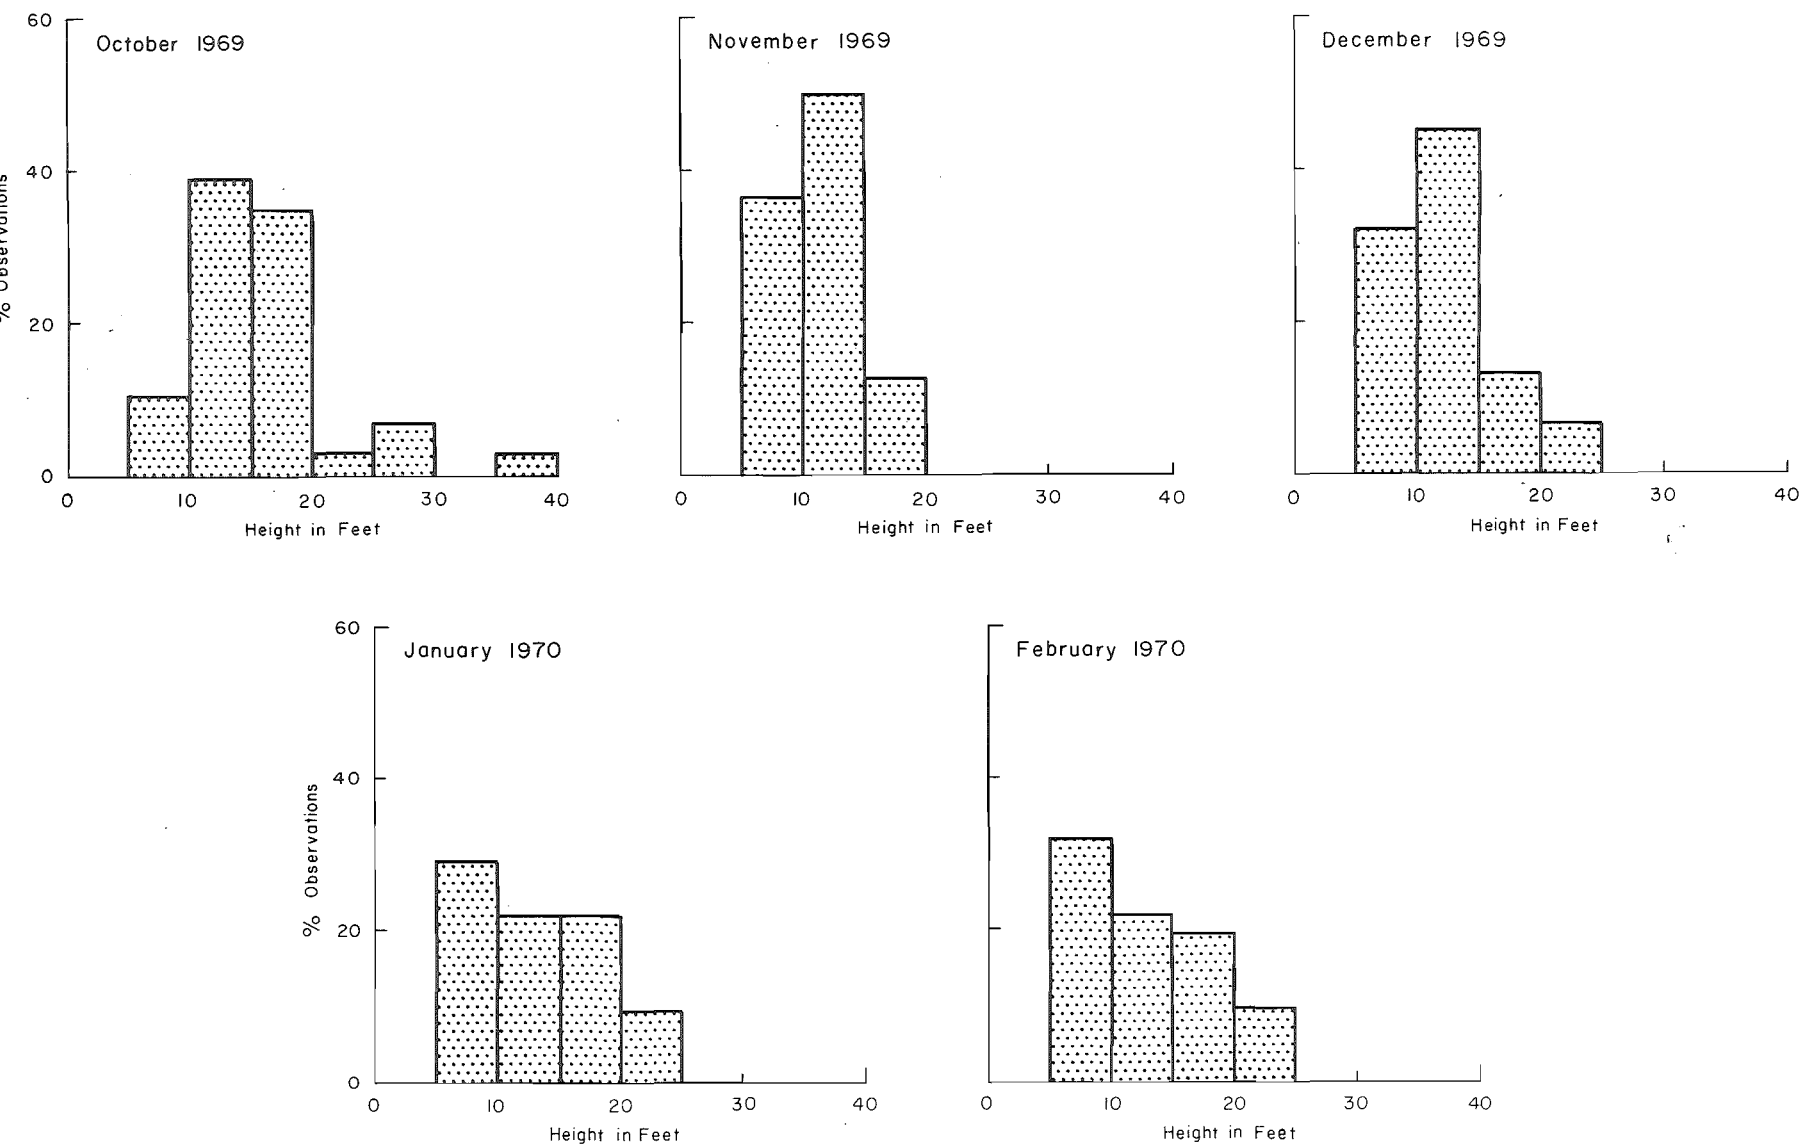 60
October 1969
40
20
0
% Observations
0 10 20 30 40
Height in Feet
November 1969
0 10 20 30 40
Height in Feet
December 1969
0 10 20 30 40
Height in Feet
60
January 1970
40
20
0
% Observations
0 10 20 30 40
Height in Feet
February 1970
0 10 20 30 40
Height in Feet